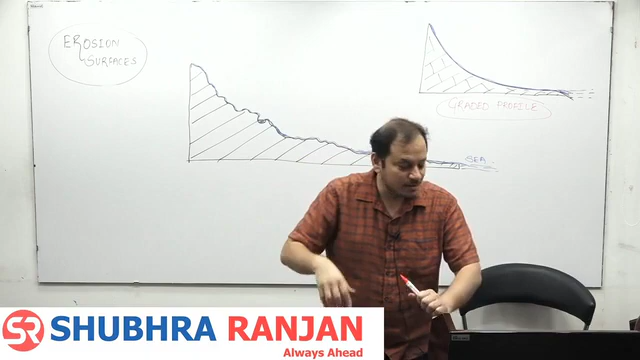 EROSION
SURFACES
GRADED PROFILE
SEA
SR SHUBHRA RANJAN
Always Ahead